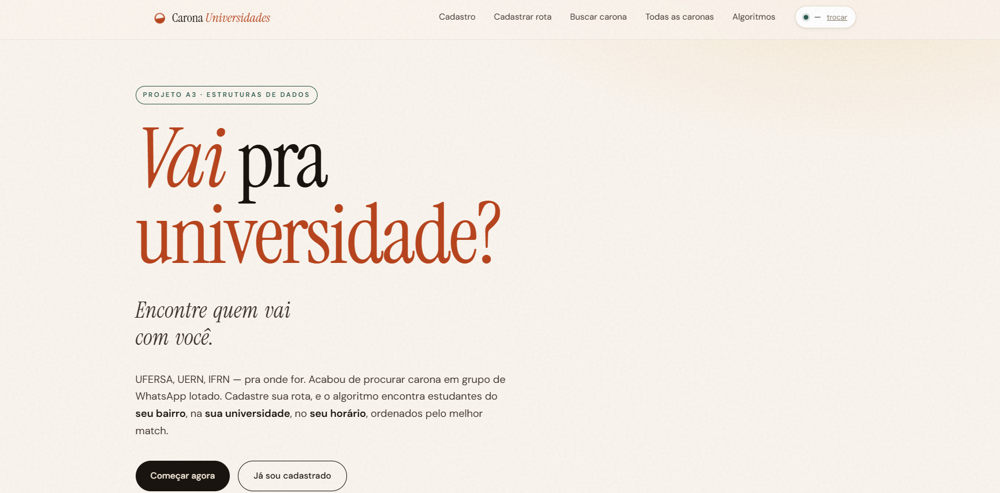 Carona Universidades
Cadastro
Cadastrar rota
Buscar carona
Todas as caronas
Algoritmos
— trocar
PROJETO A3 · ESTRUTURAS DE DADOS
Vai pra
universidade?
Encontre quem vai
com você.
UFERSA, UERN, IFRN — pra onde for. Acabou de procurar carona em grupo de
WhatsApp lotado. Cadastre sua rota, e o algoritmo encontra estudantes do
seu bairro, na sua universidade, no seu horário, ordenados pelo melhor
match.
Começar agora
Já sou cadastrado